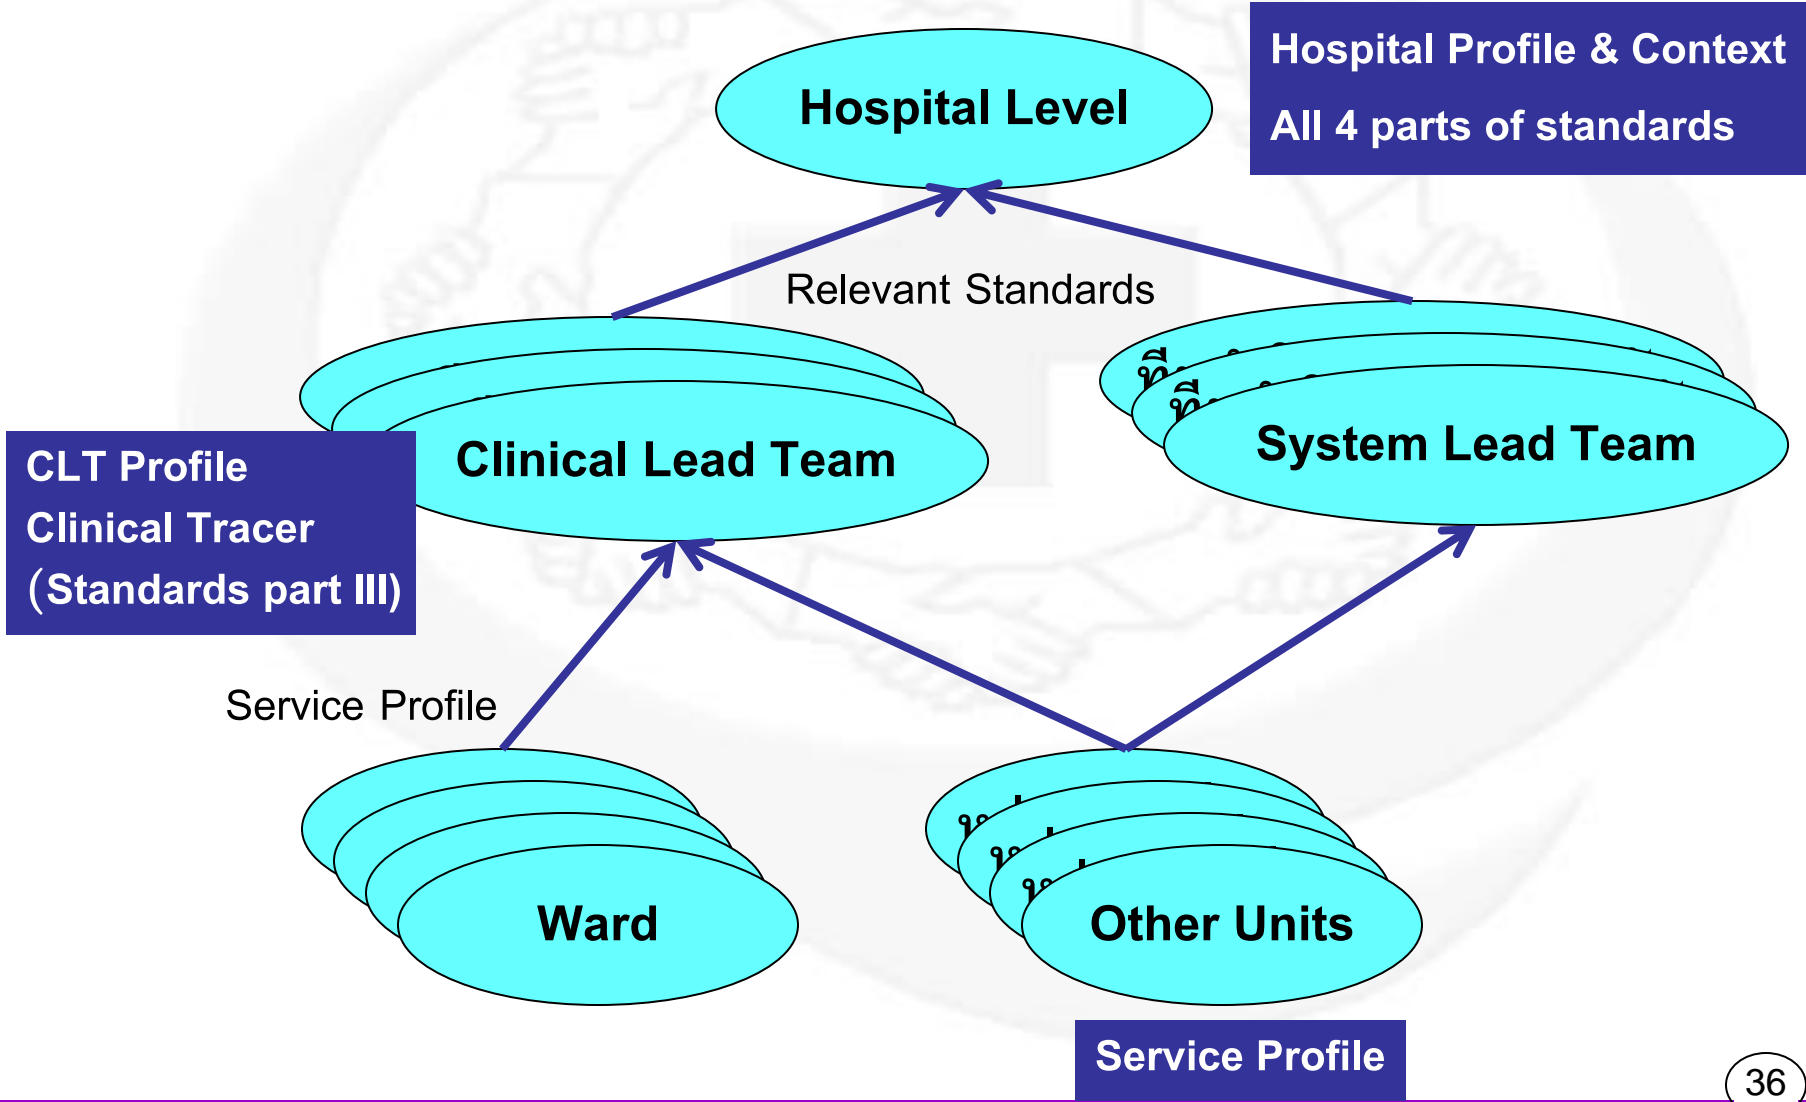 Hospital Profile & Context
All 4 parts of standards
Hospital Level
Relevant Standards
Clinical Lead Team
System Lead Team
CLT Profile
Clinical Tracer
(Standards part III)
Service Profile
Ward
Other Units
Service Profile
36